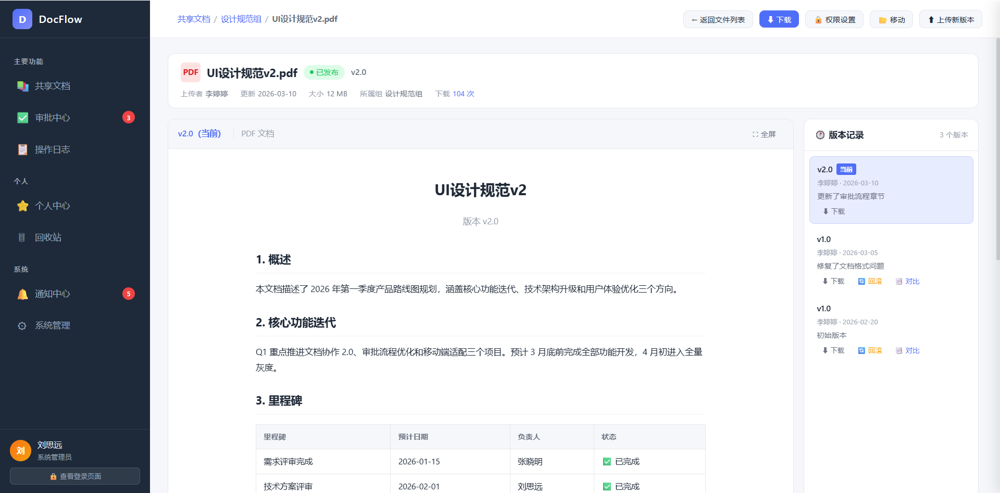 D DocFlow
主要功能
共享文档
审批中心 3
操作日志
个人
个人中心
回收站
系统
通知中心 5
系统管理
刘 刘思远
系统管理员
查看登录页面
共享文档 / 设计规范组 / UI设计规范v2.pdf
←返回文件列表
⬇下载
权限设置
移动
⬆上传新版本
PDF UI设计规范v2.pdf 已发布 v2.0
上传者 李婷婷 更新 2026-03-10 大小 12 MB 所属组 设计规范组 下载 104 次
v2.0 (当前) PDF 文档 全屏
UI设计规范v2
版本 v2.0
1. 概述
本文档描述了 2026 年第一季度产品路线图规划，涵盖核心功能迭代、技术架构升级和用户体验优化三个方向。
2. 核心功能迭代
Q1 重点推进文档协作 2.0、审批流程优化和移动端适配三个项目。预计 3 月底前完成全部功能开发，4 月初进入全量
灰度。
3. 里程碑
里程碑 预计日期 负责人 状态
需求评审完成 2026-01-15 张晓明 ✅ 已完成
技术方案评审 2026-02-01 刘思远 ✅ 已完成
版本记录 3 个版本
v2.0 当前
李婷婷 · 2026-03-10
更新了审批流程章节
⬇下载
v1.0
李婷婷 · 2026-03-05
修复了文档格式问题
⬇下载 回滚 对比
v1.0
李婷婷 · 2026-02-20
初始版本
⬇下载 回滚 对比